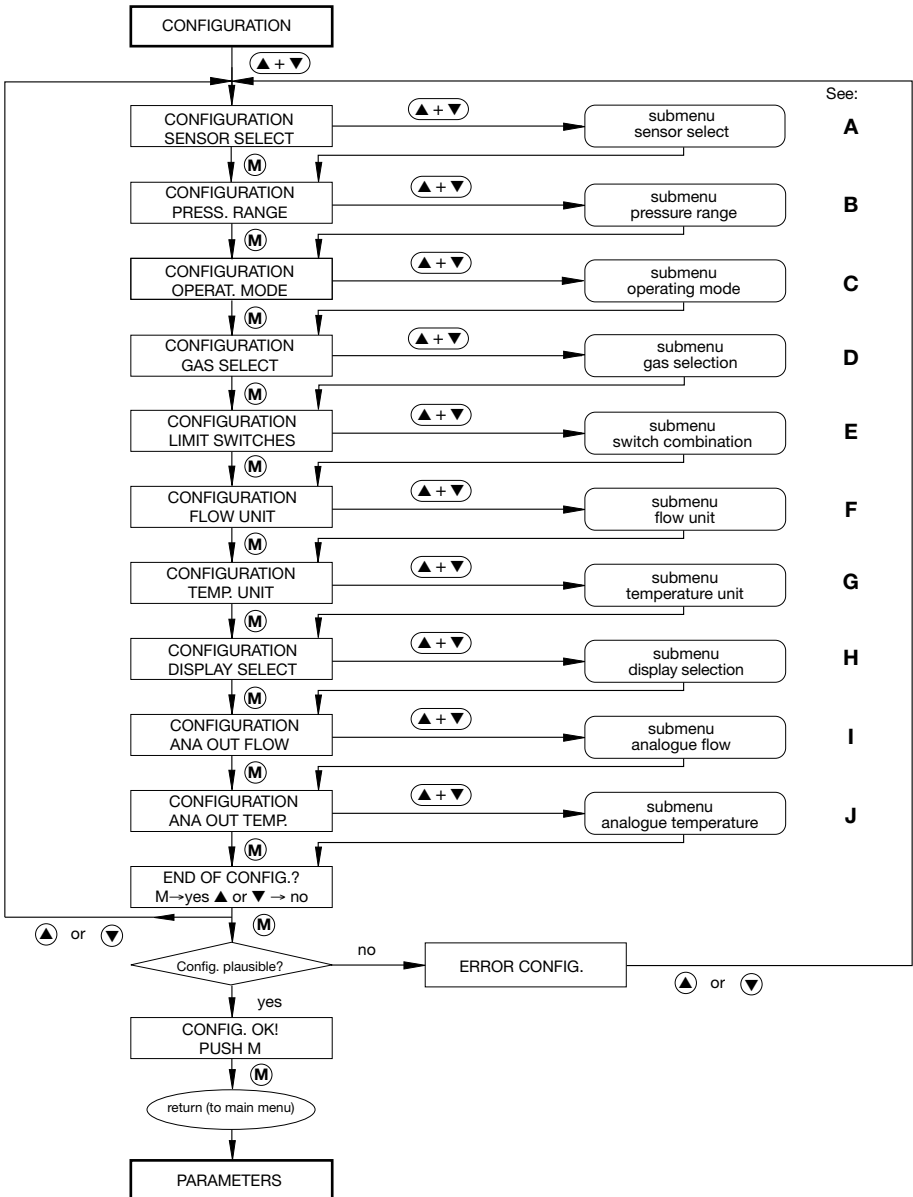 CONFIGURATION
▲ + ▼
See:
CONFIGURATION
SENSOR SELECT
▲ + ▼
submenu
sensor select
A
M
CONFIGURATION
PRESS. RANGE
▲ + ▼
submenu
pressure range
B
M
CONFIGURATION
OPERAT. MODE
▲ + ▼
submenu
operating mode
C
M
CONFIGURATION
GAS SELECT
▲ + ▼
submenu
gas selection
D
M
CONFIGURATION
LIMIT SWITCHES
▲ + ▼
submenu
switch combination
E
M
CONFIGURATION
FLOW UNIT
▲ + ▼
submenu
flow unit
F
M
CONFIGURATION
TEMP. UNIT
▲ + ▼
submenu
temperature unit
G
M
CONFIGURATION
DISPLAY SELECT
▲ + ▼
submenu
display selection
H
M
CONFIGURATION
ANA OUT FLOW
▲ + ▼
submenu
analogue flow
I
M
CONFIGURATION
ANA OUT TEMP.
▲ + ▼
submenu
analogue temperature
J
M
END OF CONFIG.?
M→yes ▲ or ▼ → no
▲ or ▼
M
Config. plausible?
no
ERROR CONFIG.
▲ or ▼
yes
CONFIG. OK!
PUSH M
M
return (to main menu)
PARAMETERS